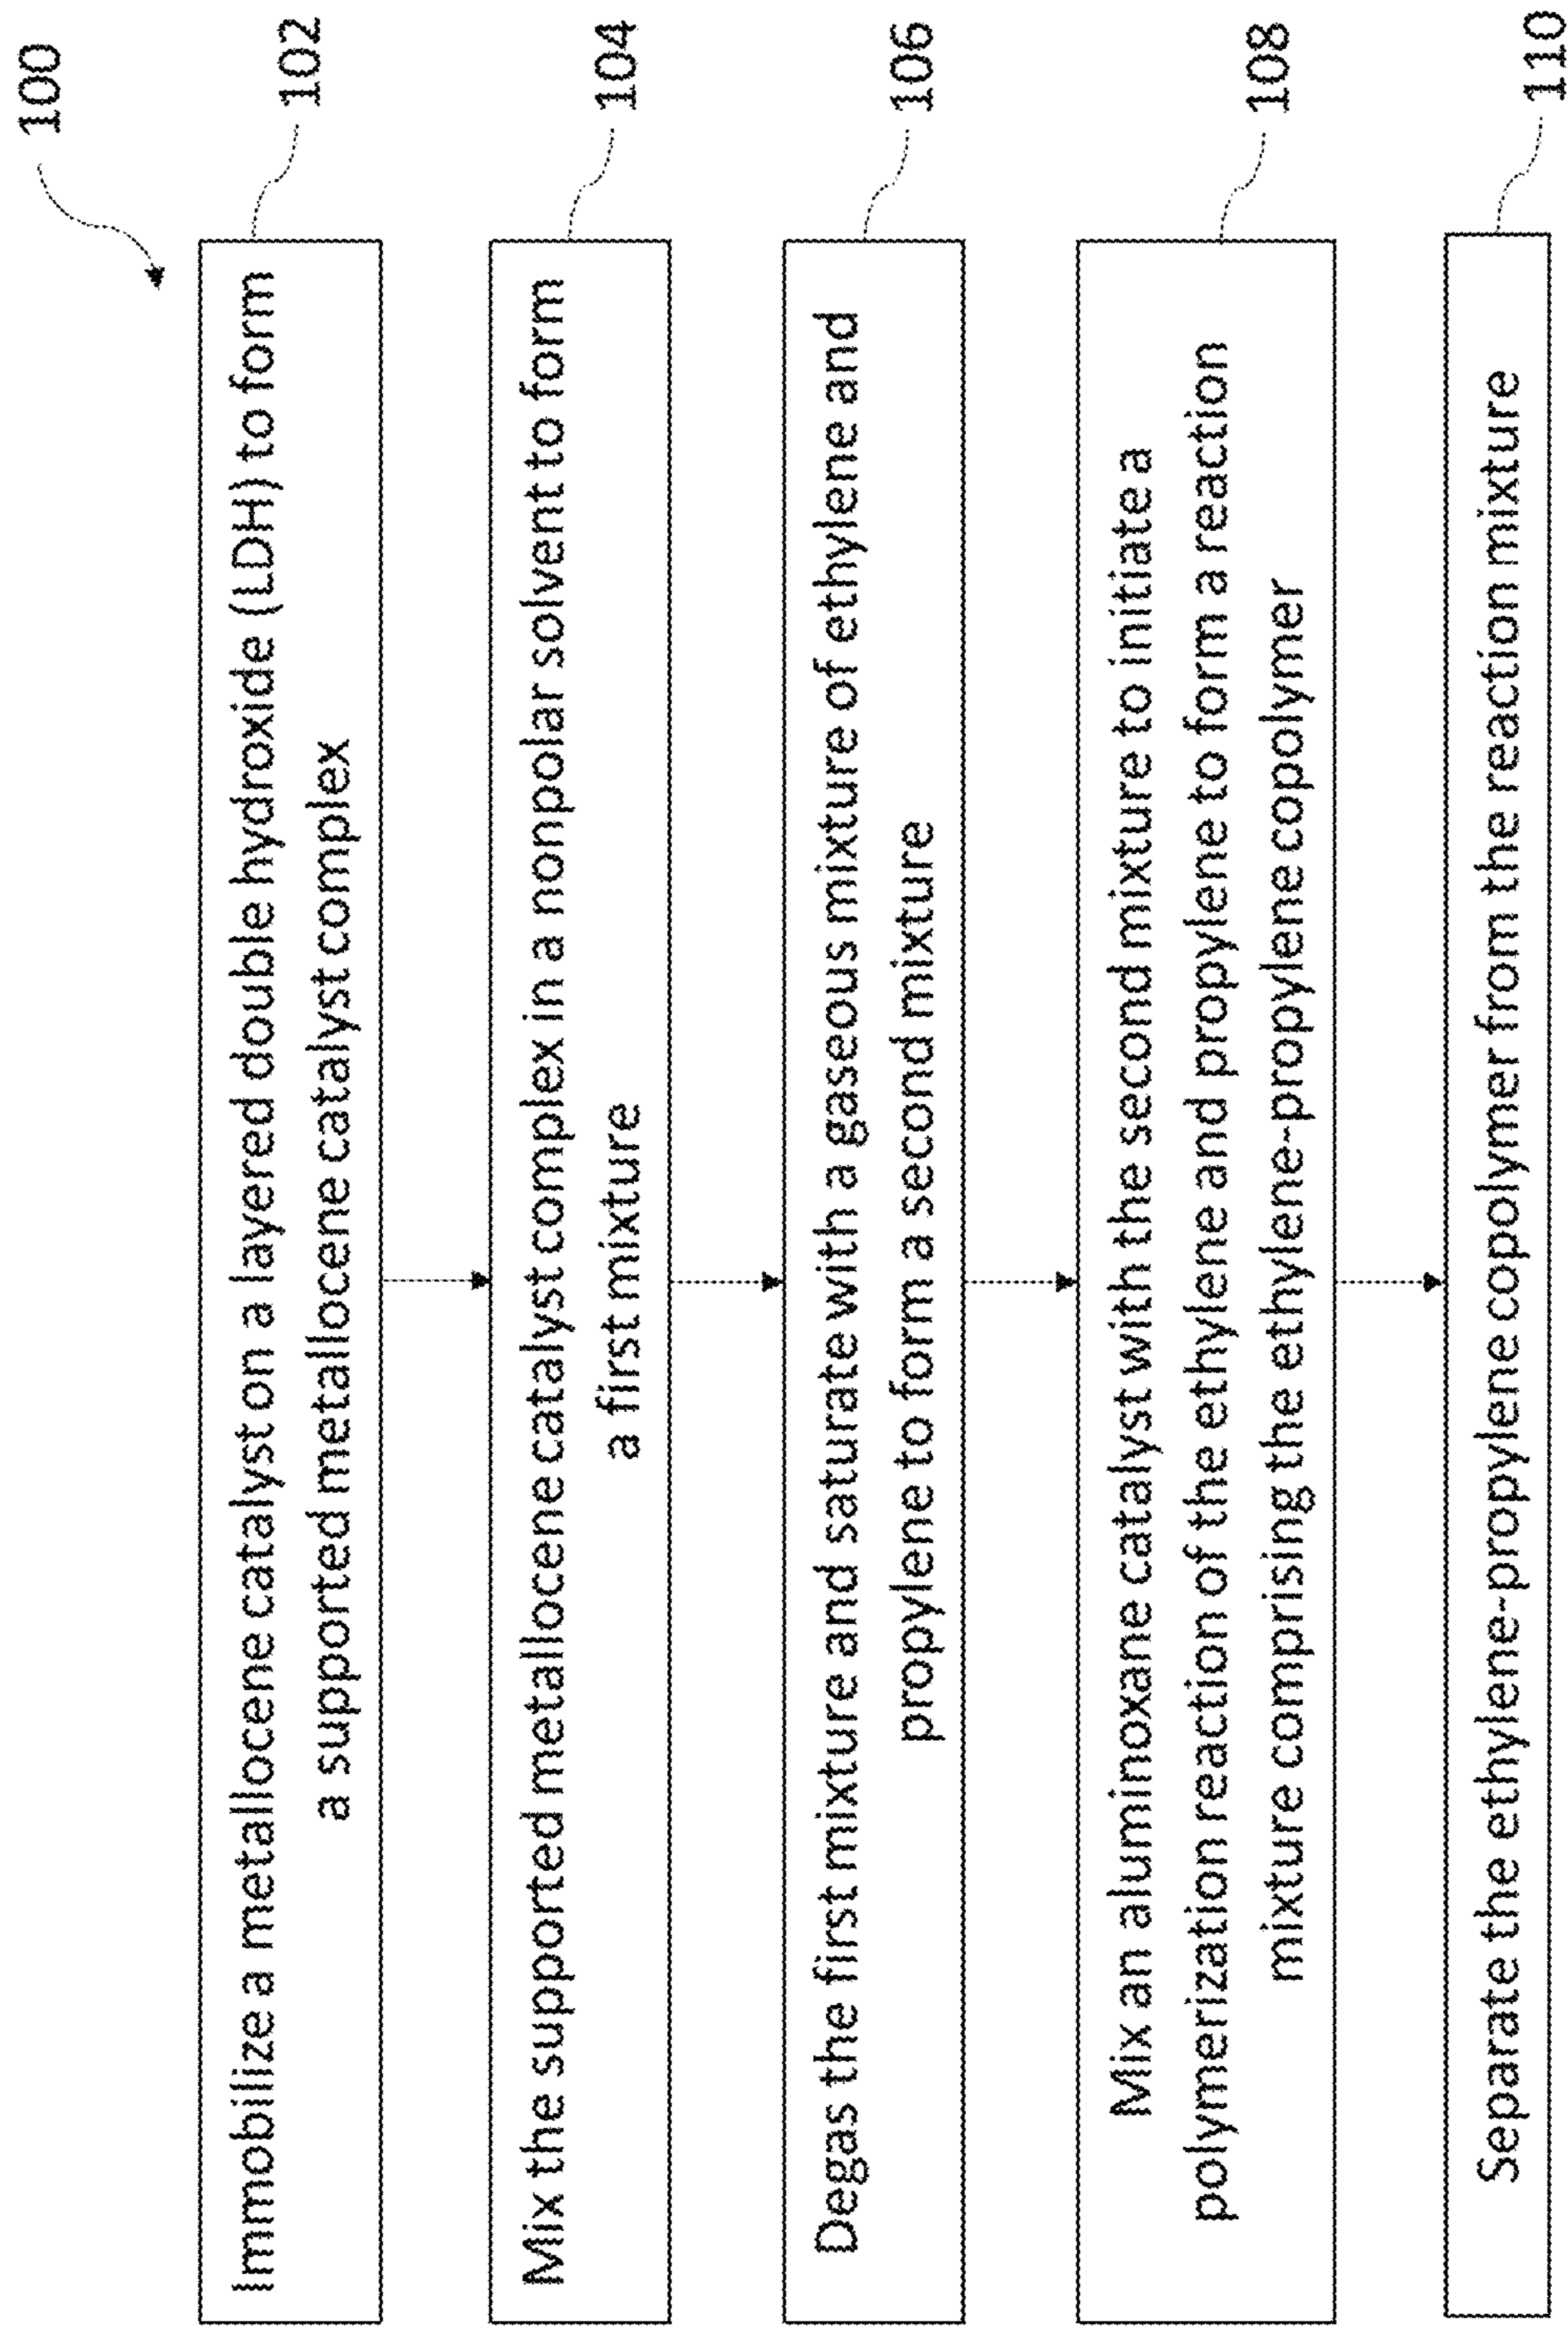 100
Immobilize a metallocene catalyst on a layered double hydroxide (LDH) to form
a supported metallocene catalyst complex
102
Mix the supported metallocene catalyst complex in a nonpolar solvent to form
a first mixture
104
Degas the first mixture and saturate with a gaseous mixture of ethylene and
propylene to form a second mixture
106
Mix an aluminoxane catalyst with the second mixture to initiate a
polymerization reaction of the ethylene and propylene to form a reaction
mixture comprising the ethylene-propylene copolymer
108
Separate the ethylene-propylene copolymer from the reaction mixture
110